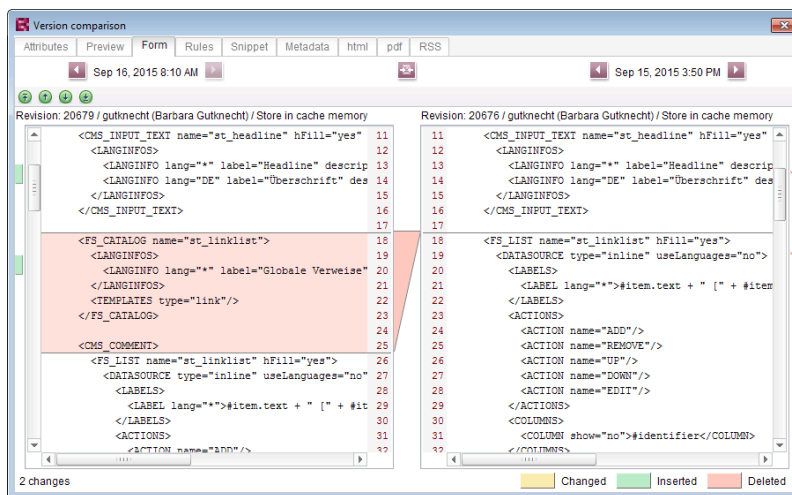 Version comparison
Attributes Preview Form Rules Snippet Metadata html pdf RSS
Sep 16, 2015 8:10 AM Sep 15, 2015 3:50 PM
Revision: 20679 / gutknecht (Barbara Gutknecht) / Store in cache memory
<CMS_INPUT_TEXT name="st_headline" hFill="yes" 11
<LANGINFOS> 12
<LANGINFO lang="*" label="Headline" descrip 13
<LANGINFO lang="DE" label="Überschrift" des 14
</LANGINFOS> 15
</CMS_INPUT_TEXT> 16
17
<FS_CATALOG name="st_linklist"> 18
<LANGINFOS> 19
<LANGINFO lang="*" label="Globale Verweise" 20
</LANGINFOS> 21
<TEMPLATES type="link"/> 22
</FS_CATALOG> 23
24
<CMS_COMMENT> 25
<FS_LIST name="st_linklist" hFill="yes"> 26
<DATASOURCE type="inline" useLanguages="no" 27
<LABELS> 28
<LABEL lang="*">#item.text + " [" + #it 29
</LABELS> 30
<ACTIONS> 31
<ACTION name="ADD"/> 32
Revision: 20676 / gutknecht (Barbara Gutknecht) / Store in cache memory
11 <CMS_INPUT_TEXT name="st_headline" hFill="yes"
12 <LANGINFOS>
13 <LANGINFO lang="*" label="Headline" descrip
14 <LANGINFO lang="DE" label="Überschrift" des
15 </LANGINFOS>
16 </CMS_INPUT_TEXT>
17
18 <FS_LIST name="st_linklist" hFill="yes">
19 <DATASOURCE type="inline" useLanguages="no">
20 <LABELS>
21 <LABEL lang="*">#item.text + " [" + #item
22 </LABELS>
23 <ACTIONS>
24 <ACTION name="ADD"/>
25 <ACTION name="REMOVE"/>
26 <ACTION name="UP"/>
27 <ACTION name="DOWN"/>
28 <ACTION name="EDIT"/>
29 </ACTIONS>
30 <COLUMNS>
31 <COLUMN show="no">#identifier</COLUMN>
32 </COLUMNS>
2 changes Changed Inserted Deleted